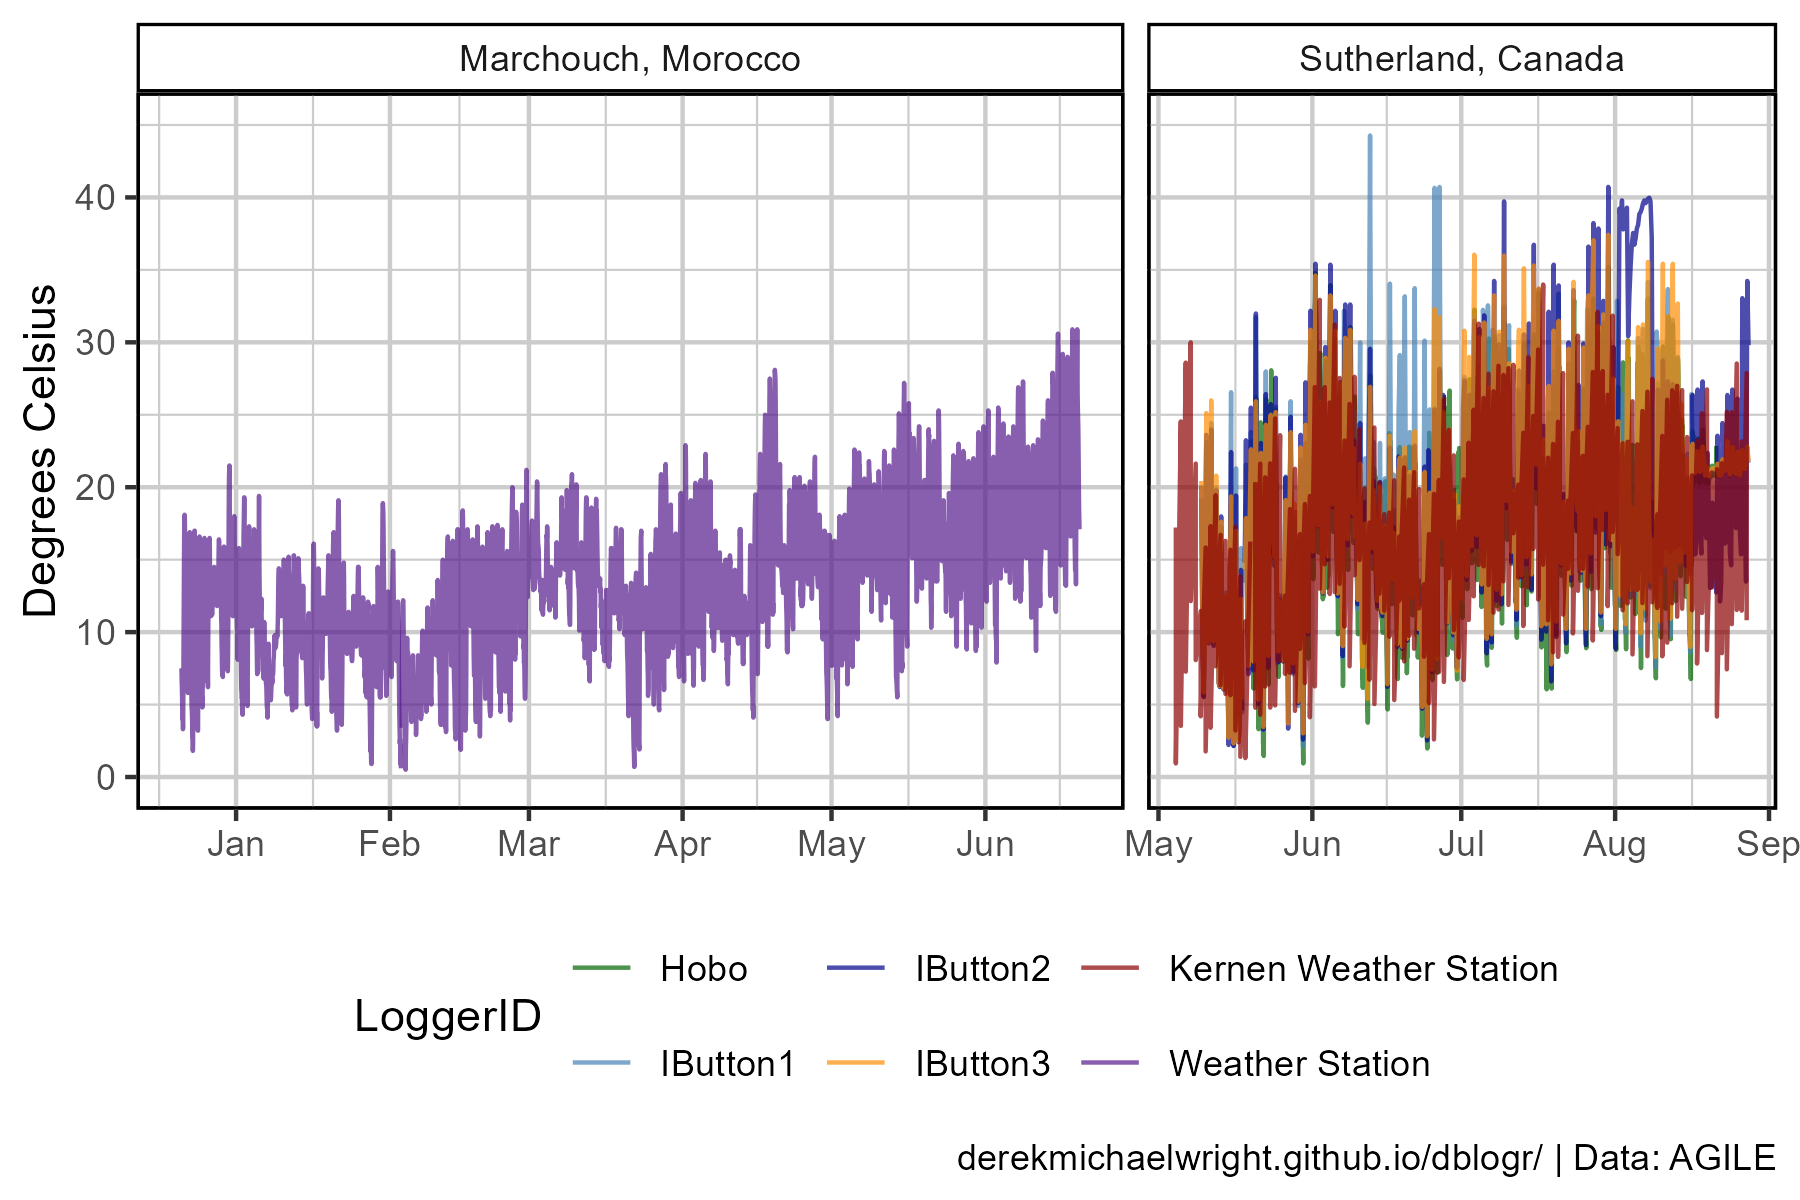 Marchouch, Morocco
Sutherland, Canada
Degrees Celsius
40
30
20
10
0
Jan Feb Mar Apr May Jun
May Jun Jul Aug Sep
LoggerID
Hobo IButton2 Kernen Weather Station
IButton1 IButton3 Weather Station
derekmichaelwright.github.io/dblogr/ | Data: AGILE